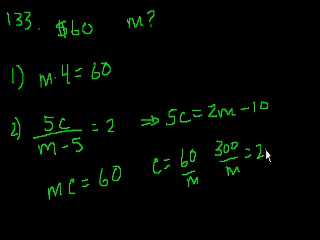 133. $60 m?
1) m·4=60
2) 5c/m-5 = 2 ⇒ 5c=2m-10
mc=60 c=60/m 300/m=2